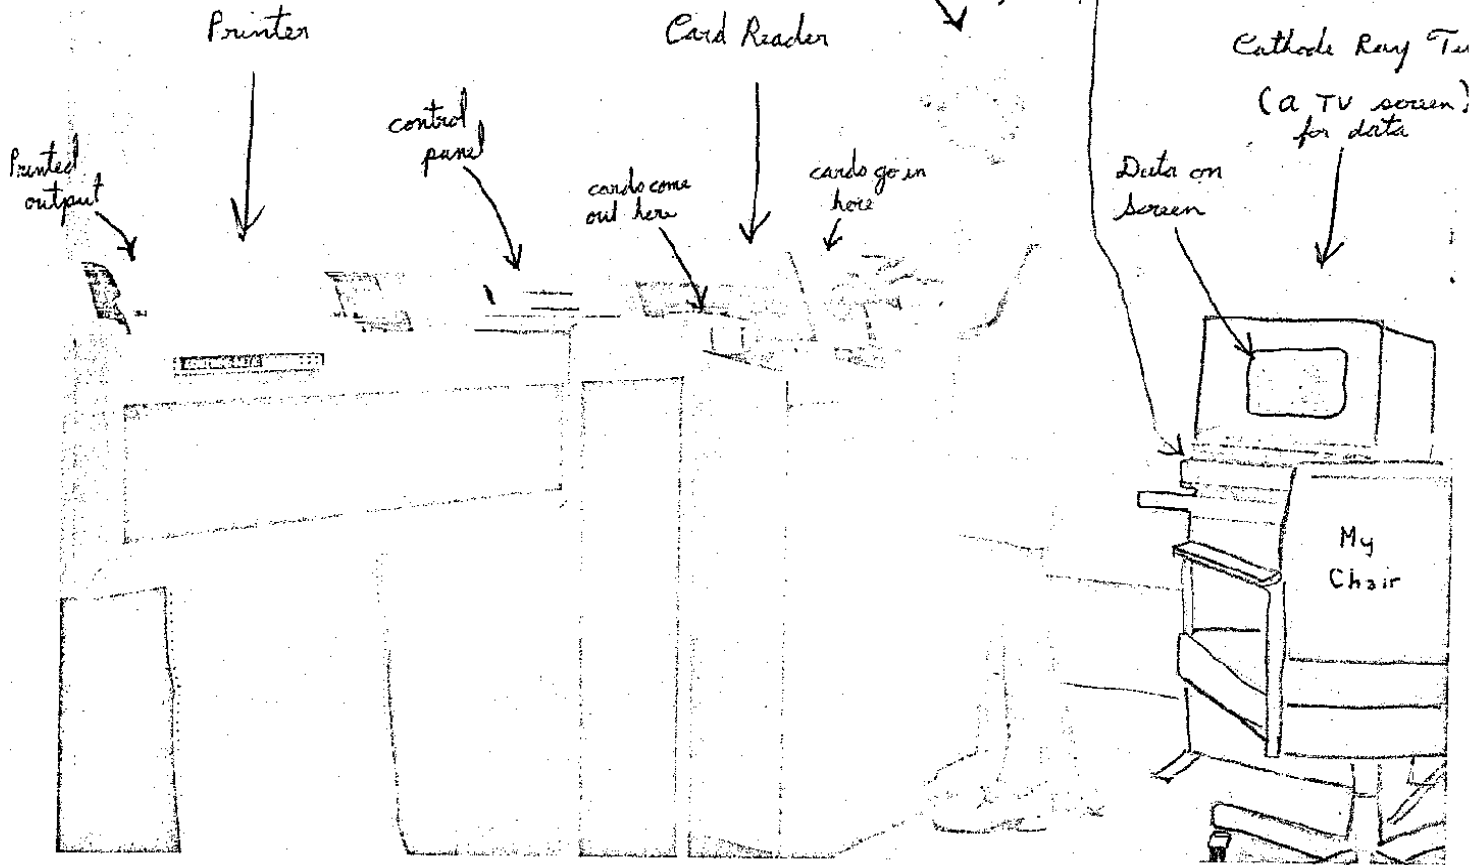 Printer
Card Reader
Cathode Ray
(a TV screen)
for data
control
panel
Printed
output
cards come
out here
cards go in
here
Data on
screen
My
Chair